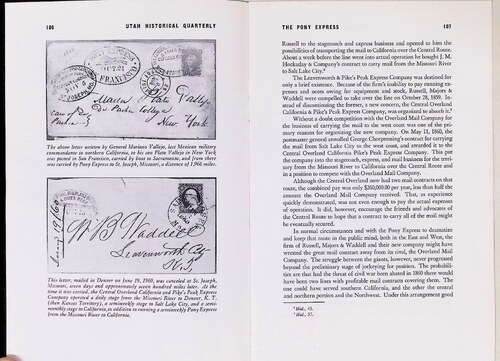 106
UTAH HISTORICAL QUARTERLY
SAN FRANCISCO
Maria Plate Vallejo
New York
The above letter written by General Mariano Vallejo, last Mexican military
commandante in northern California, to his son Plato Vallejo in New York
was posted in San Francisco, carried by boat to Sacramento, and from there
was carried by Pony Express to St. Joseph, Missouri, a distance of 1966 miles.
June 19/60
W B Waddell
Leavenworth City
K. T.
This letter, mailed in Denver on June 19, 1960, was canceled at St. Joseph,
Missouri, seven days and approximately seven hundred miles later. At the
time it was carried, the Central Overland California and Pike's Peak Express
Company operated a daily stage from the Missouri River to Denver, K. T.
(then Kansas Territory), a semiweekly stage to Salt Lake City, and a semi-
weekly stage to California, in addition to running a semiweekly Pony Express
from the Missouri River to California.
THE PONY EXPRESS
107
Russell to the stagecoach and express business and opened to him the
possibilities of transporting the mail to California over the Central Route.
About a week before the line went into actual operation he bought J. M.
Hockaday & Company's contract to carry mail from the Missouri River
to Salt Lake City.
The Leavenworth & Pike's Peak Express Company was destined for
only a brief existence. Because of the firm's inability to pay running ex-
penses and notes owing for equipment and stock, Russell, Majors &
Waddell were compelled to take over the line on October 28, 1859. In-
stead of discontinuing the former, a new concern, the Central Overland
California & Pikes Peak Express Company, was organized to absorb it.
Without a doubt competition with the Overland Mail Company for
the business of carrying the mail to the west coast was one of the pri-
mary reasons for organizing the new company. On May 11, 1860, the
postmaster general annulled George Chorpenning's contract for carrying
the mail from Salt Lake City to the west coast, and awarded it to the
Central Overland California & Pike's Peak Express Company. This put
the company into the stagecoach, express, and mail business for the terri-
tory from the Missouri River to California over the Central Route and
in a position to compete with the Overland Mail Company.
Although the Central Overland now had two mail contracts on that
route, the combined pay was only $260,000.00 per year, less than half the
amount the Overland Mail Company received. That, as experience
quickly demonstrated, was not even enough to pay the actual expenses
of operation. It did, however, encourage the friends and advocates of
the Central Route to hope that a contract to carry all of the mail might
be eventually secured.
In normal circumstances and with the Pony Express to dramatize
and keep that route in the public mind, both in the East and West, the
firm of Russell, Majors & Waddell and their new company might have
wrested the great mail contract away from its rival, the Overland Mail
Company. The struggle between the giants, however, never progressed
beyond the preliminary stage of jockeying for position. The probabili-
ties are that had the threat of civil war been absent in 1860 there would
have been two lines with profitable mail contracts covering them. The
one could have served southern California, and the other the central
and northern portion and the Northwest. Under this arrangement good
Ibid., 45.
Ibid., 57.